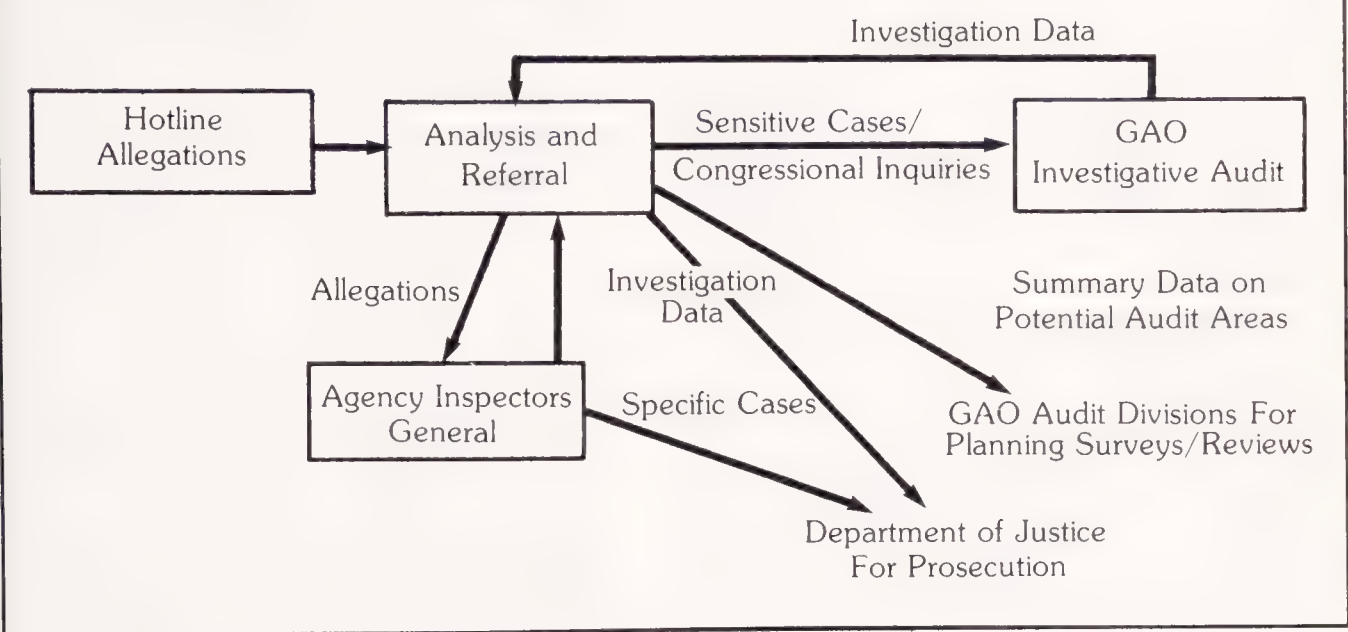 Investigation Data
Hotline
Allegations
Analysis and
Referral
Sensitive Cases/
Congressional Inquiries
GAO
Investigative Audit
Allegations
Investigation
Data
Summary Data on
Potential Audit Areas
Agency Inspectors
General
Specific Cases
GAO Audit Divisions For
Planning Surveys/Reviews
Department of Justice
For Prosecution